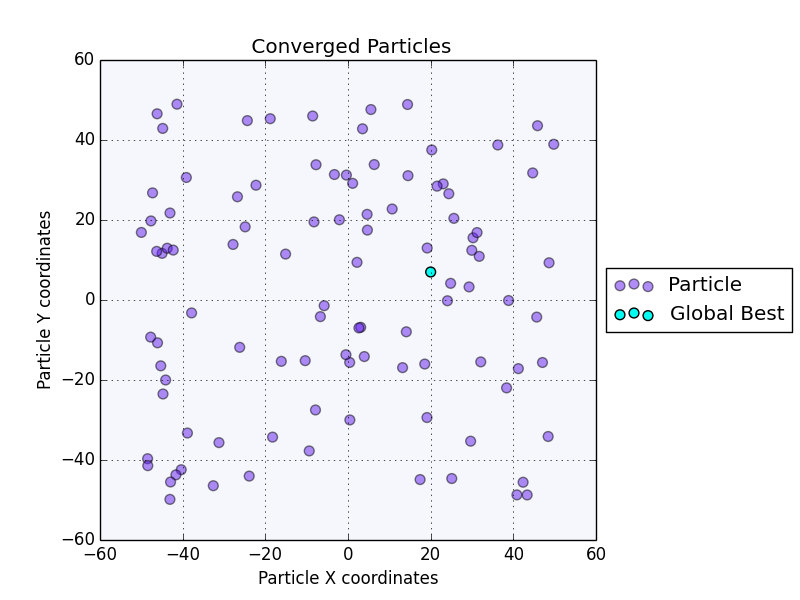 Converged Particles
60
40
20
0
−20
−40
−60
−60 −40 −20 0 20 40 60
Particle Y coordinates
Particle X coordinates
Particle
Global Best